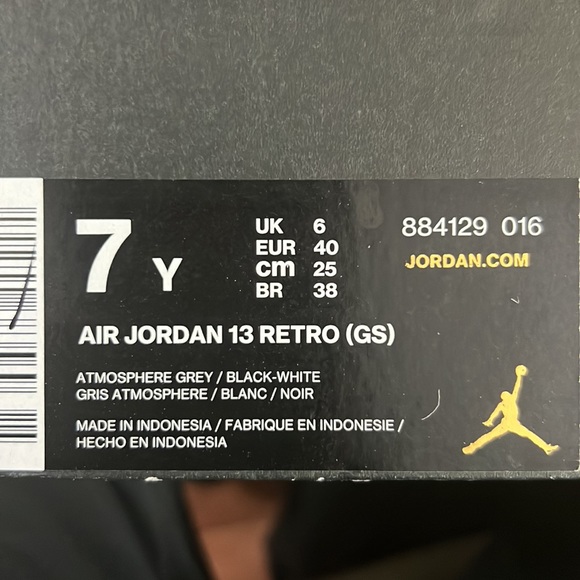 7 Y
UK 6
EUR 40
cm 25
BR 38
884129 016
JORDAN.COM
AIR JORDAN 13 RETRO (GS)
ATMOSPHERE GREY / BLACK-WHITE
GRIS ATMOSPHERE / BLANC / NOIR
MADE IN INDONESIA / FABRIQUE EN INDONESIE /
HECHO EN INDONESIA